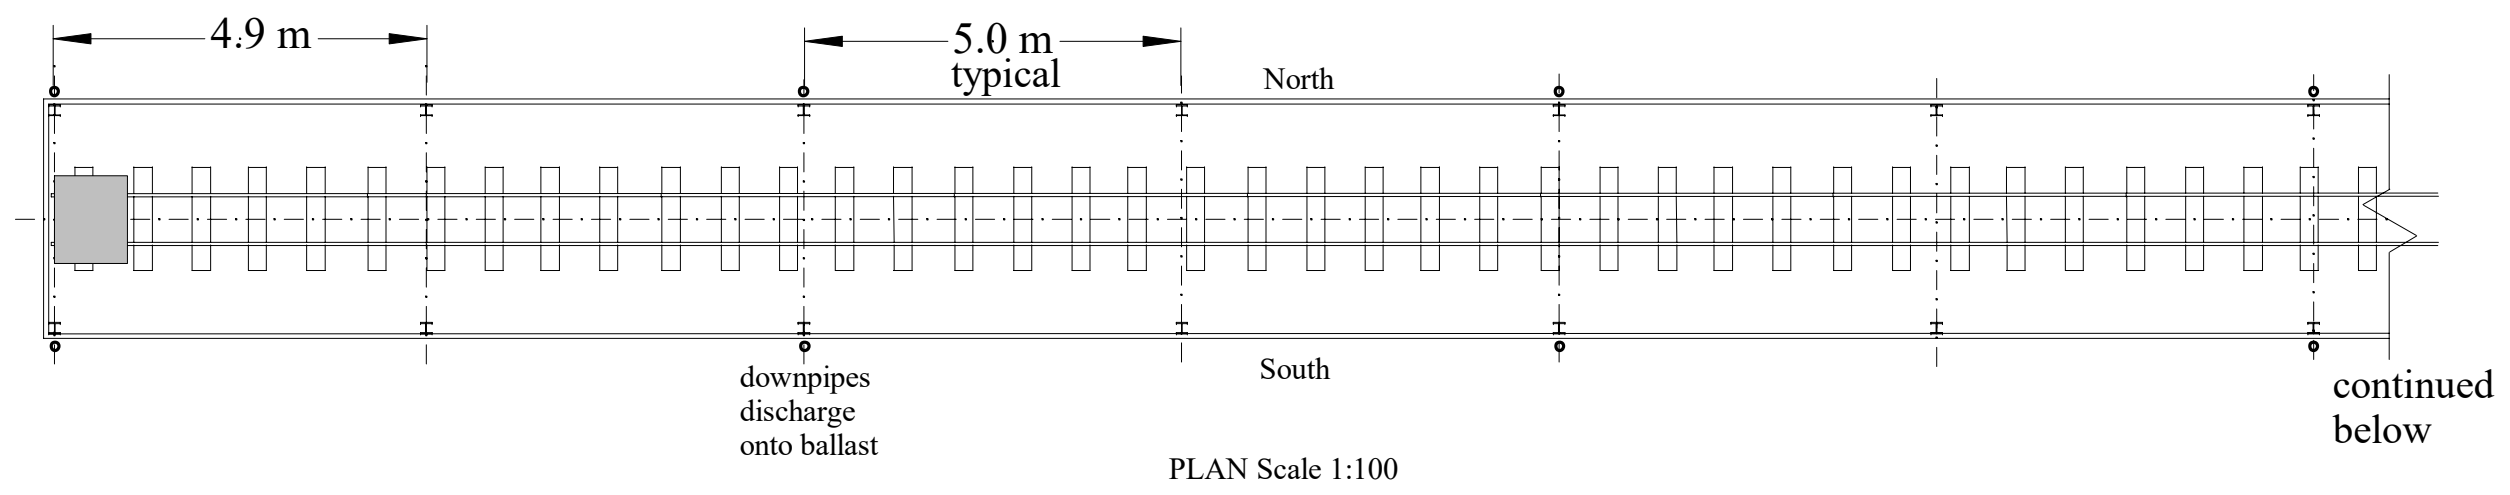 4.9 m
5.0 m
typical
North
South
downpipes
discharge
onto ballast
continued
below
PLAN Scale 1:100